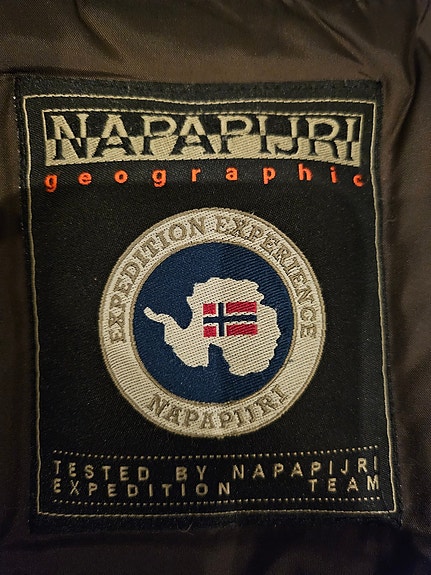 NAPAPIJRI
geographic
EXPEDITION EXPERIENCE
NAPAPIJRI
TESTED BY NAPAPIJRI
EXPEDITION TEAM